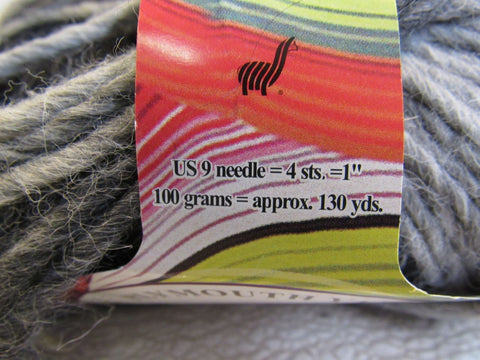 US 9 needle = 4 sts. =1"
100 grams = approx. 130 yds.